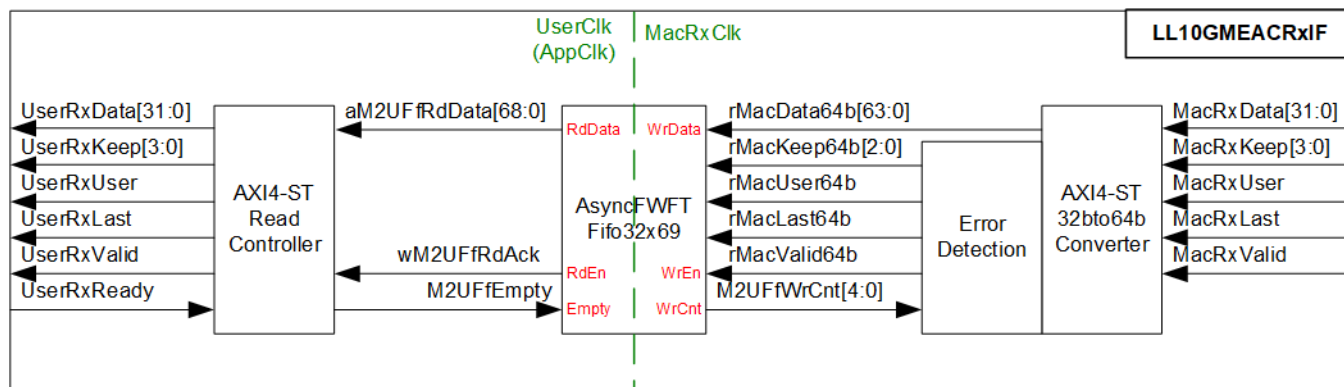 UserClk
(AppClk)
MacRxClk
LL10GMEACRxIF
UserRxData[31:0]
UserRxKeep[3:0]
UserRxUser
UserRxLast
UserRxValid
UserRxReady
AXI4-ST
Read
Controller
aM2UFfRdData[68:0]
wM2UFfRdAck
M2UFfEmpty
RdData
WrData
AsyncFWFT
Fifo32x69
RdEn
WrEn
Empty
WrCnt
rMacData64b[63:0]
rMacKeep64b[2:0]
rMacUser64b
rMacLast64b
rMacValid64b
M2UFfWrCnt[4:0]
Error
Detection
AXI4-ST
32bto64b
Converter
MacRxData[31:0]
MacRxKeep[3:0]
MacRxUser
MacRxLast
MacRxValid